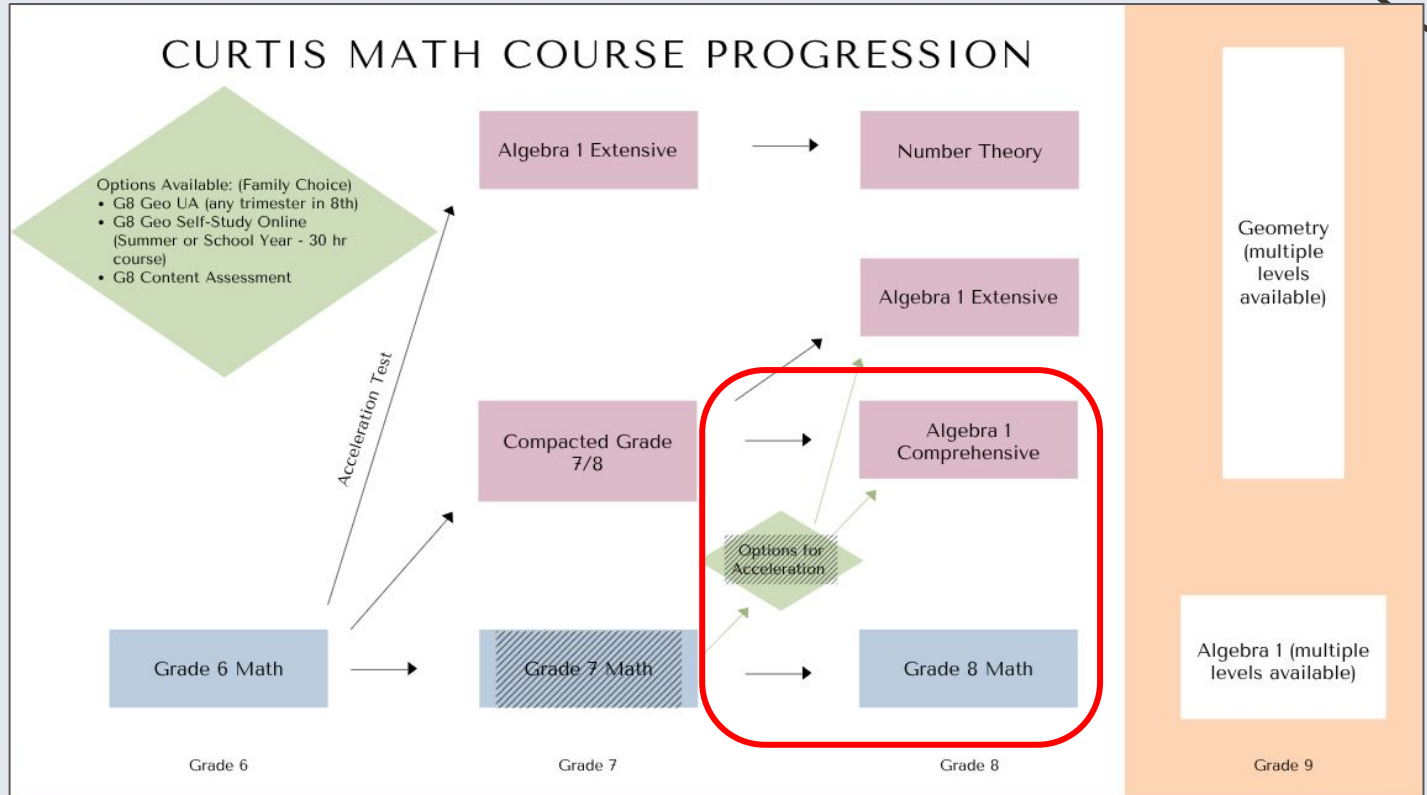 CURTIS MATH COURSE PROGRESSION
Options Available: (Family Choice)
• G8 Geo UA (any trimester in 8th)
• G8 Geo Self-Study Online
(Summer or School Year - 30 hr
course)
• G8 Content Assessment
Acceleration Test
Algebra 1 Extensive
Number Theory
Algebra 1 Extensive
Compacted Grade
7/8
Algebra 1
Comprehensive
Options for
Acceleration
Grade 6 Math
Grade 7 Math
Grade 8 Math
Geometry
(multiple
levels
available)
Algebra 1 (multiple
levels available)
Grade 6
Grade 7
Grade 8
Grade 9